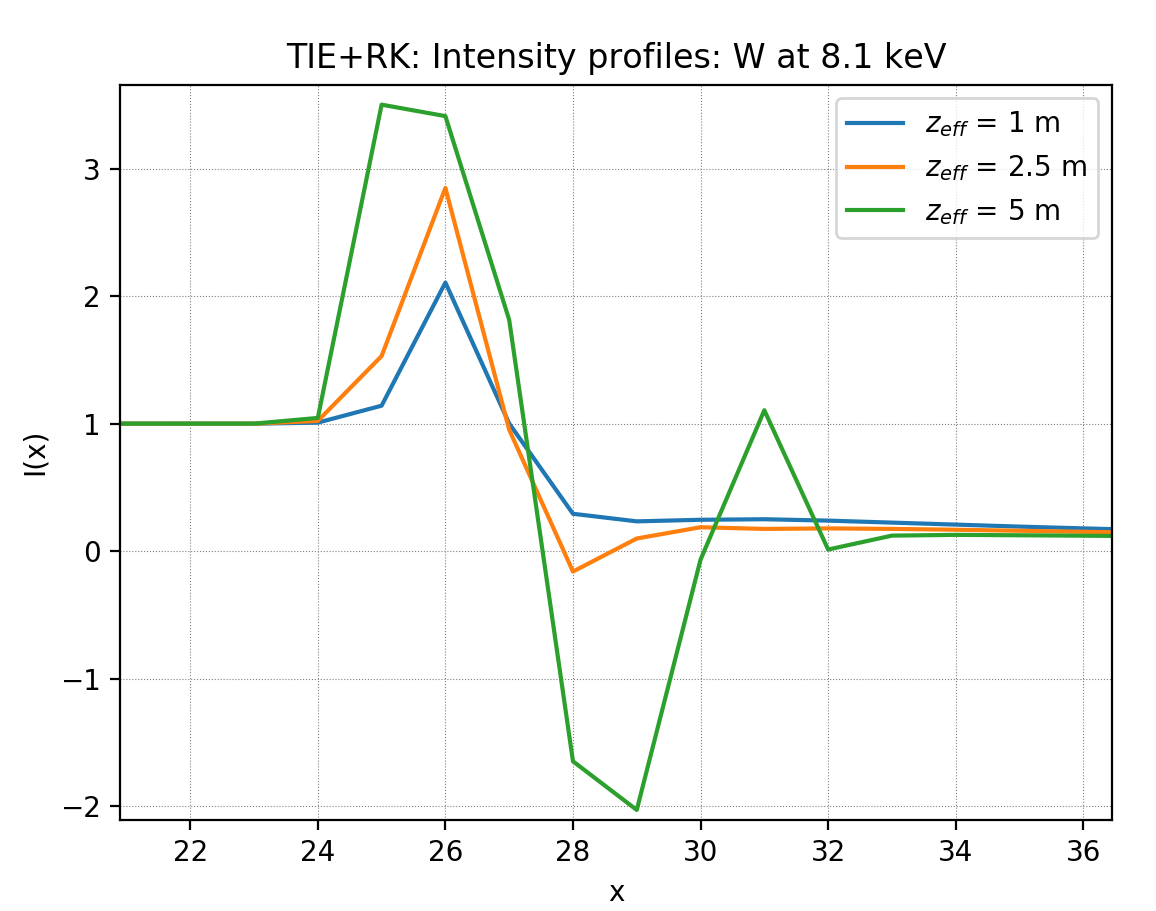 TIE+RK: Intensity profiles: W at 8.1 keV
z_eff = 1 m
z_eff = 2.5 m
z_eff = 5 m
I(x)
3
2
1
0
−1
−2
22 24 26 28 30 32 34 36
x